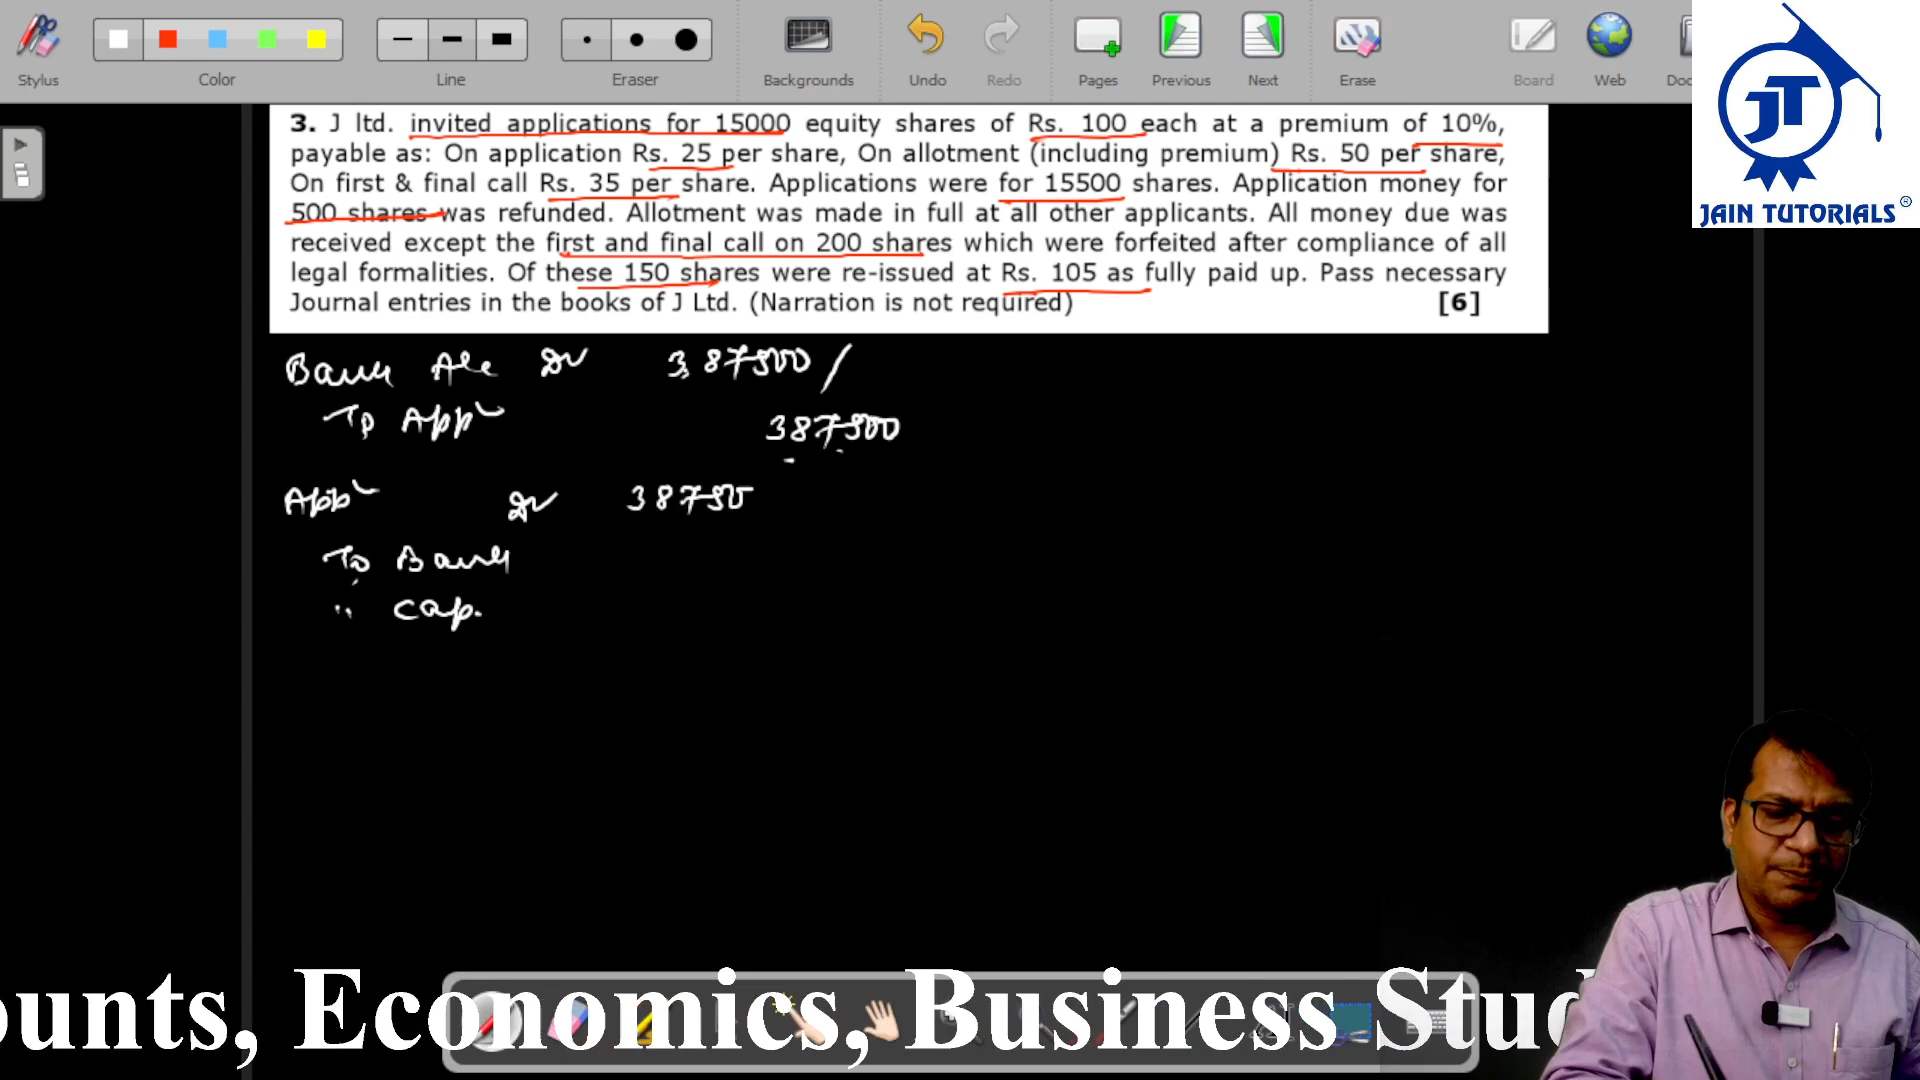 Stylus
Color
Line
Eraser
Backgrounds
Undo
Redo
Pages
Previous
Next
Erase
Board
Web
JT
JAIN TUTORIALS®
3. J ltd. invited applications for 15000 equity shares of Rs. 100 each at a premium of 10%,
payable as: On application Rs. 25 per share, On allotment (including premium) Rs. 50 per share,
On first & final call Rs. 35 per share. Applications were for 15500 shares. Application money for
500 shares was refunded. Allotment was made in full at all other applicants. All money due was
received except the first and final call on 200 shares which were forfeited after compliance of all
legal formalities. Of these 150 shares were re-issued at Rs. 105 as fully paid up. Pass necessary
Journal entries in the books of J Ltd. (Narration is not required) [6]
Bank A/c Dr 387500/
To Appn 387500
Appn Dr 38750
To Bank
" cap.
ounts, Economics, Business Stud